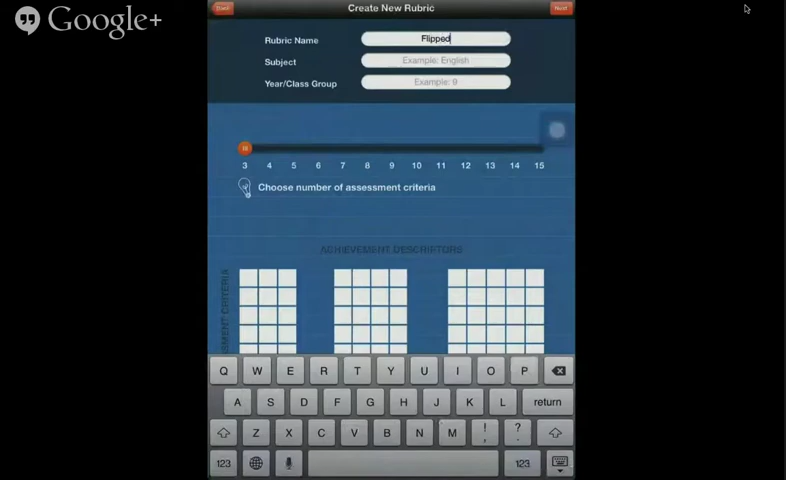 Google+
Back
Create New Rubric
Next
Rubric Name
Flipped
Subject
Example: English
Year/Class Group
Example: 9
3 4 5 6 7 8 9 10 11 12 13 14 15
Choose number of assessment criteria
ACHIEVEMENT DESCRIPTORS
Q W E R T Y U I O P
A S D F G H J K L return
Z X C V B N M ! , ? .
123 123